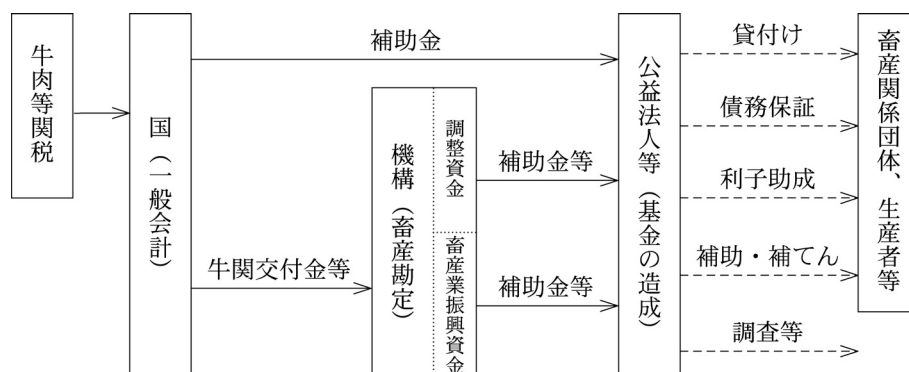 牛肉等関税
国（一般会計）
補助金
牛関交付金等
機構（畜産勘定）
調整資金
畜産業振興資金
補助金等
補助金等
公益法人等（基金の造成）
貸付け
債務保証
利子助成
補助・補てん
調査等
畜産関係団体、生産者等